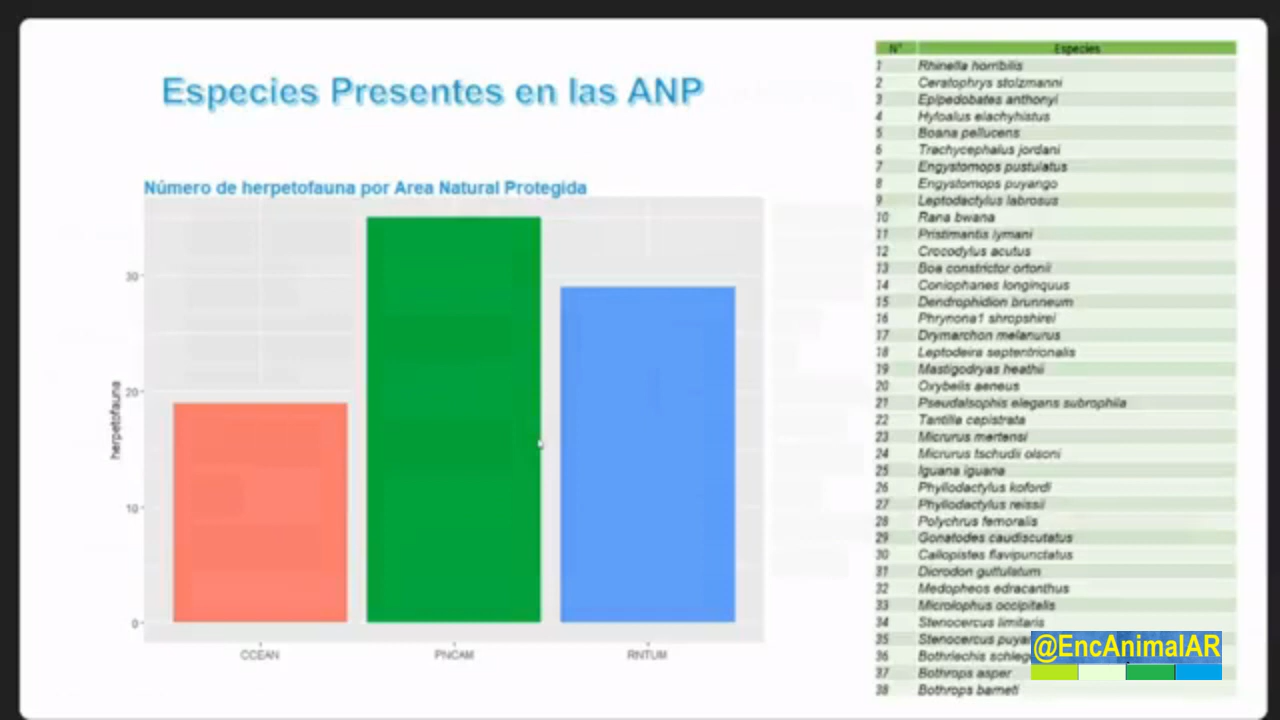 Especies Presentes en las ANP
Número de herpetofauna por Area Natural Protegida
herpetofauna
30
20
10
0
CCEAN
PNCAM
RNTUM
N° Especies
1 Rhinella horribilis
2 Ceratophrys stolzmanni
3 Epipedobates anthonyi
4 Hyloalus elachyhistus
5 Boana pellucens
6 Trachycephalus jordani
7 Engystomops pustulatus
8 Engystomops puyango
9 Leptodactylus labrosus
10 Rana bwana
11 Pristimantis lymani
12 Crocodylus acutus
13 Boa constrictor ortonii
14 Coniophanes longinquus
15 Dendrophidion brunneum
16 Phrynona1 shropshirei
17 Drymarchon melanurus
18 Leptodeira septentrionalis
19 Mastigodryas heathii
20 Oxybelis aeneus
21 Pseudalsophis elegans subrophila
22 Tantilla capistrata
23 Micrurus mertensi
24 Micrurus tschudii olsoni
25 Iguana iguana
26 Phyllodactylus kofordi
27 Phyllodactylus reissii
28 Polychrus femoralis
29 Gonatodes caudiscutatus
30 Callopistes flavipunctatus
31 Dicrodon guttulatum
32 Medopheos edracanthus
33 Microlophus occipitalis
34 Stenocercus limitaris
35 Stenocercus
36 Bothriechis
37 Bothrops asper
38 Bothrops barneti
@EncAnimalAR